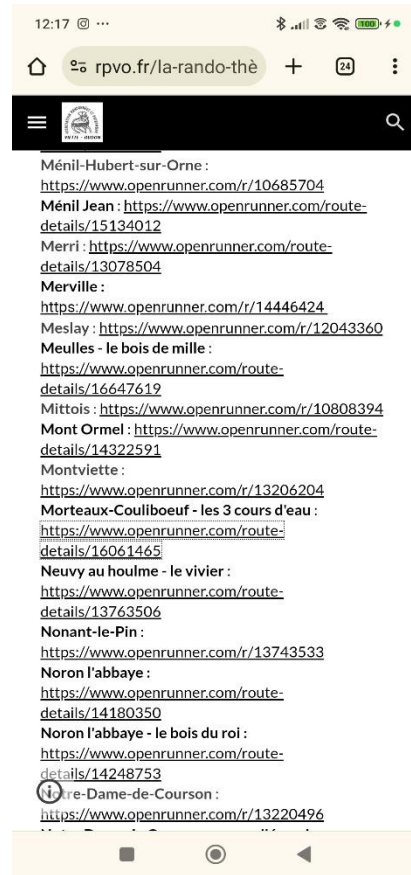 12:17
100
rpvo.fr/la-rando-thè
24
Ménil-Hubert-sur-Orne :
https://www.openrunner.com/r/10685704
Ménil Jean : https://www.openrunner.com/route-
details/15134012
Merri : https://www.openrunner.com/route-
details/13078504
Merville :
https://www.openrunner.com/r/14446424
Meslay : https://www.openrunner.com/r/12043360
Meulles - le bois de mille :
https://www.openrunner.com/route-
details/16647619
Mittois : https://www.openrunner.com/r/10808394
Mont Ormel : https://www.openrunner.com/route-
details/14322591
Montviette :
https://www.openrunner.com/r/13206204
Morteaux-Couliboeuf - les 3 cours d'eau :
https://www.openrunner.com/route-
details/16061465
Neuvy au houlme - le vivier :
https://www.openrunner.com/route-
details/13763506
Nonant-le-Pin :
https://www.openrunner.com/r/13743533
Noron l'abbaye :
https://www.openrunner.com/route-
details/14180350
Noron l'abbaye - le bois du roi :
https://www.openrunner.com/route-
details/14248753
Notre-Dame-de-Courson :
https://www.openrunner.com/r/13220496